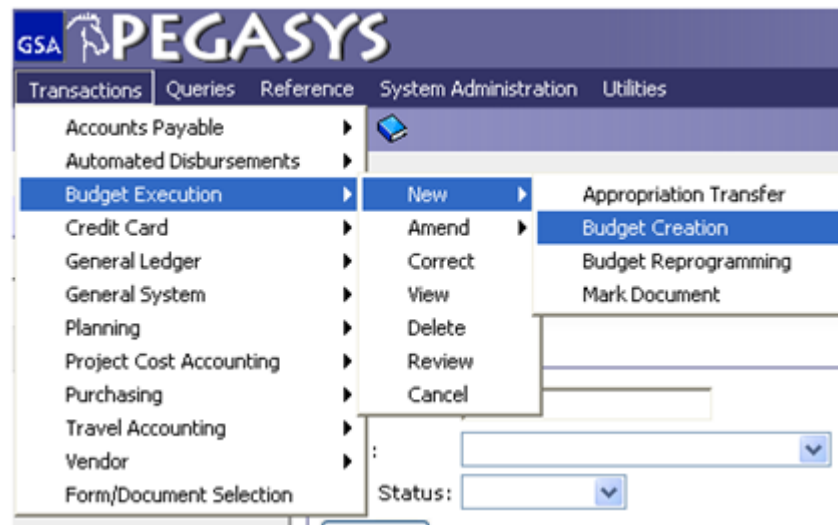 GSA PEGASYS
Transactions Queries Reference System Administration Utilities
Accounts Payable
Automated Disbursements
Budget Execution
Credit Card
General Ledger
General System
Planning
Project Cost Accounting
Purchasing
Travel Accounting
Vendor
Form/Document Selection
New
Amend
Correct
View
Delete
Review
Cancel
Appropriation Transfer
Budget Creation
Budget Reprogramming
Mark Document
:
Status: